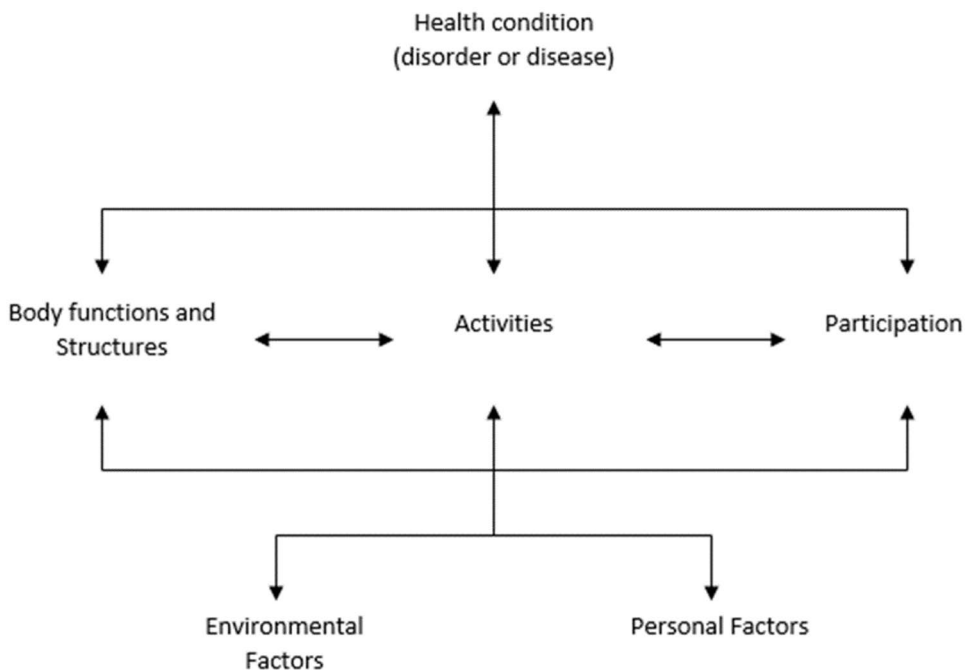 Health condition
(disorder or disease)
Body functions and
Structures
Activities
Participation
Environmental
Factors
Personal Factors